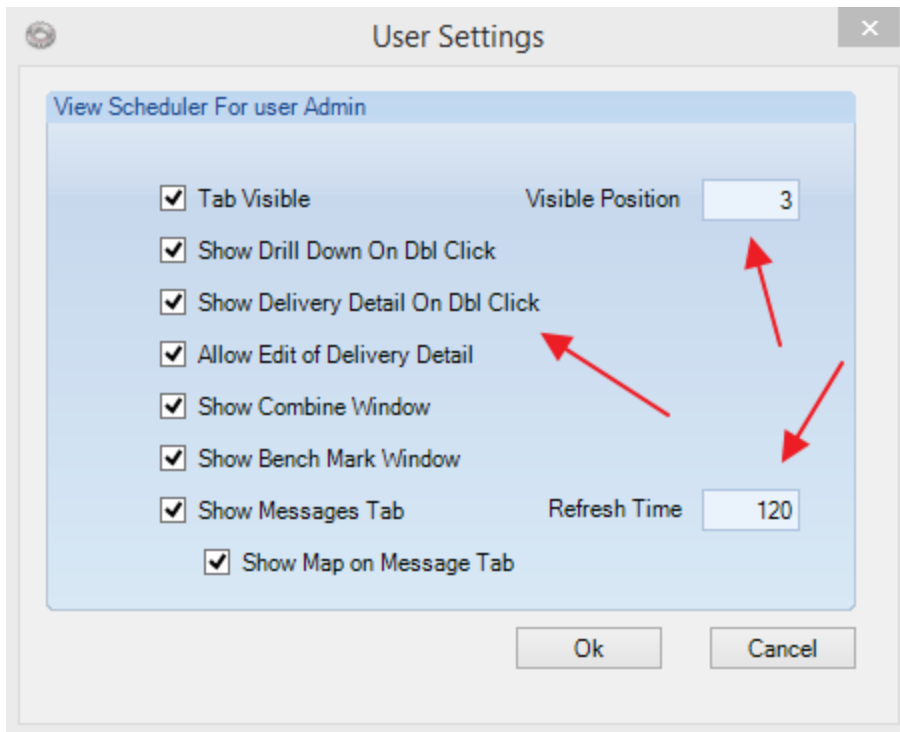 User Settings
View Scheduler For user Admin
Tab Visible Visible Position 3
Show Drill Down On Dbl Click
Show Delivery Detail On Dbl Click
Allow Edit of Delivery Detail
Show Combine Window
Show Bench Mark Window
Show Messages Tab Refresh Time 120
Show Map on Message Tab
Ok Cancel